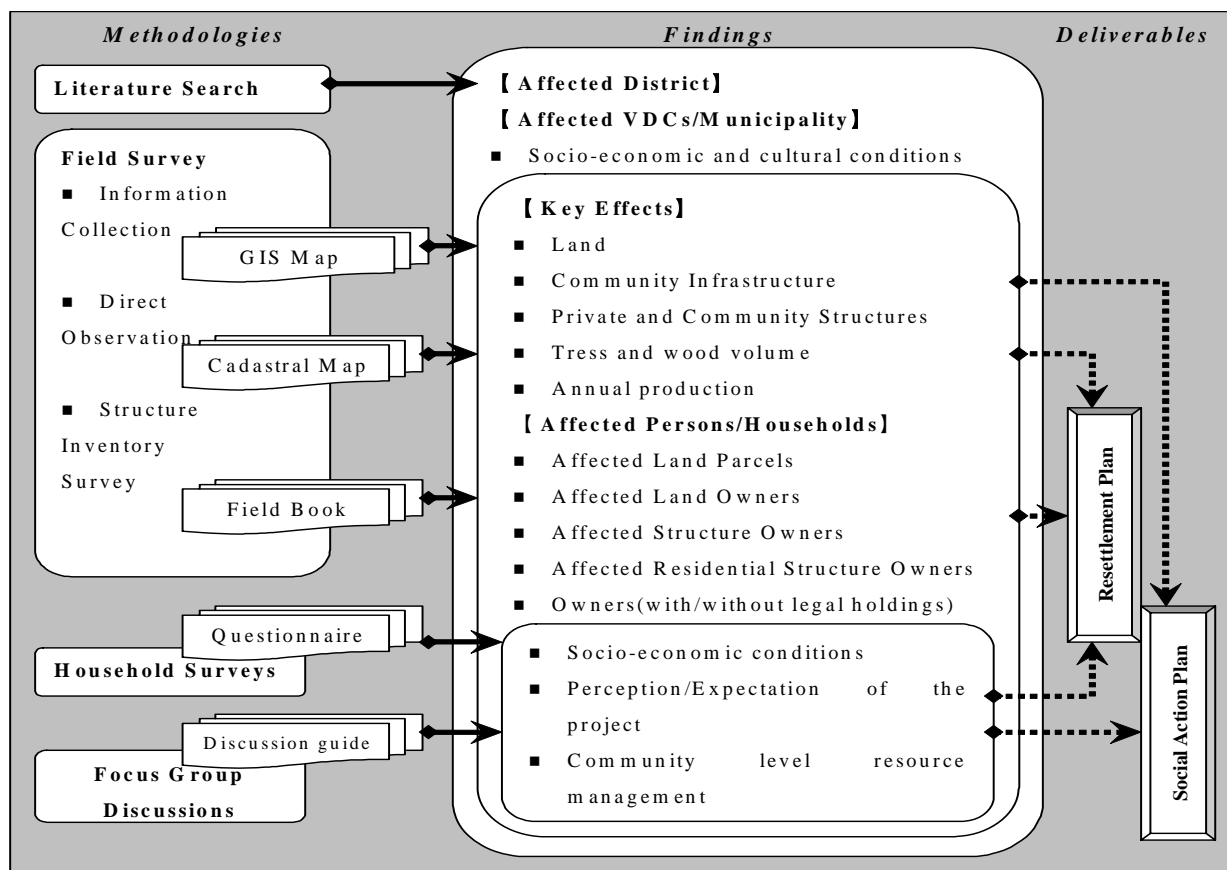 Methodologies
Findings
Deliverables
Literature Search
Field Survey
■ Information
Collection
GIS Map
■ Direct
Observation
Cadastral Map
■ Structure
Inventory
Survey
Field Book
Questionnaire
Household Surveys
Discussion guide
Focus Group
Discussions
【Affected District】
【Affected VDCs/Municipality】
■ Socio-economic and cultural conditions
【Key Effects】
■ Land
■ Community Infrastructure
■ Private and Community Structures
■ Tress and wood volume
■ Annual production
【Affected Persons/Households】
■ Affected Land Parcels
■ Affected Land Owners
■ Affected Structure Owners
■ Affected Residential Structure Owners
■ Owners(with/without legal holdings)
■ Socio-economic conditions
■ Perception/Expectation of the
project
■ Community level resource
management
Resettlement Plan
Social Action Plan